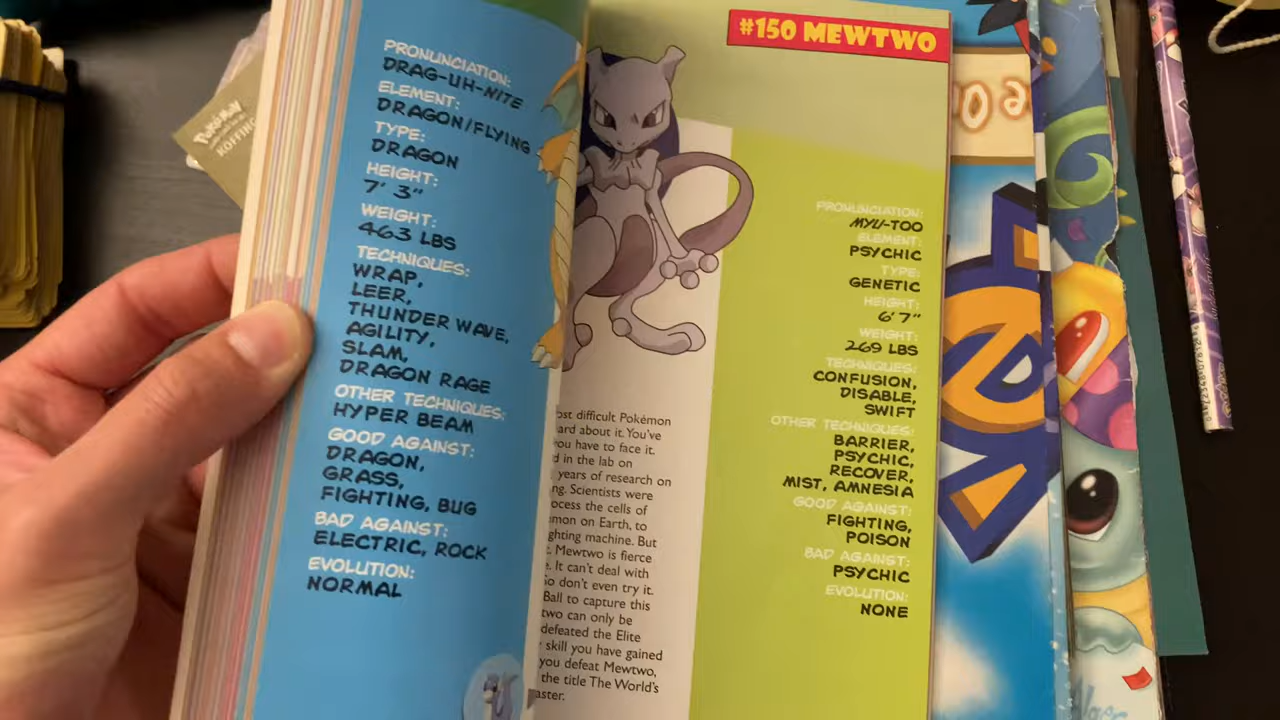 PRONUNCIATION:
DRAG-UH-NITE
ELEMENT:
DRAGON/FLYING
TYPE:
DRAGON
HEIGHT:
7' 3"
WEIGHT:
463 LBS
TECHNIQUES:
WRAP,
LEER,
THUNDER WAVE,
AGILITY,
SLAM,
DRAGON RAGE
OTHER TECHNIQUES:
HYPER BEAM
GOOD AGAINST:
DRAGON,
GRASS,
FIGHTING, BUG
BAD AGAINST:
ELECTRIC, ROCK
EVOLUTION:
NORMAL
#150 MEWTWO
difficult Pokémon
about it. You've
have to face it.
in the lab on
years of research on
Scientists were
the cells of
on Earth, to
machine. But
Mewtwo is fierce
It can't deal with
don't even try it.
Ball to capture this
can only be
defeated the Elite
skill you have gained
you defeat Mewtwo,
the title The World's
PRONUNCIATION:
MYU-TOO
ELEMENT:
PSYCHIC
TYPE:
GENETIC
HEIGHT:
6' 7"
WEIGHT:
269 LBS
TECHNIQUES:
CONFUSION,
DISABLE,
SWIFT
OTHER TECHNIQUES:
BARRIER,
PSYCHIC,
RECOVER,
MIST, AMNESIA
GOOD AGAINST:
FIGHTING,
POISON
BAD AGAINST:
PSYCHIC
EVOLUTION:
NONE
POKéMON
KOFFING